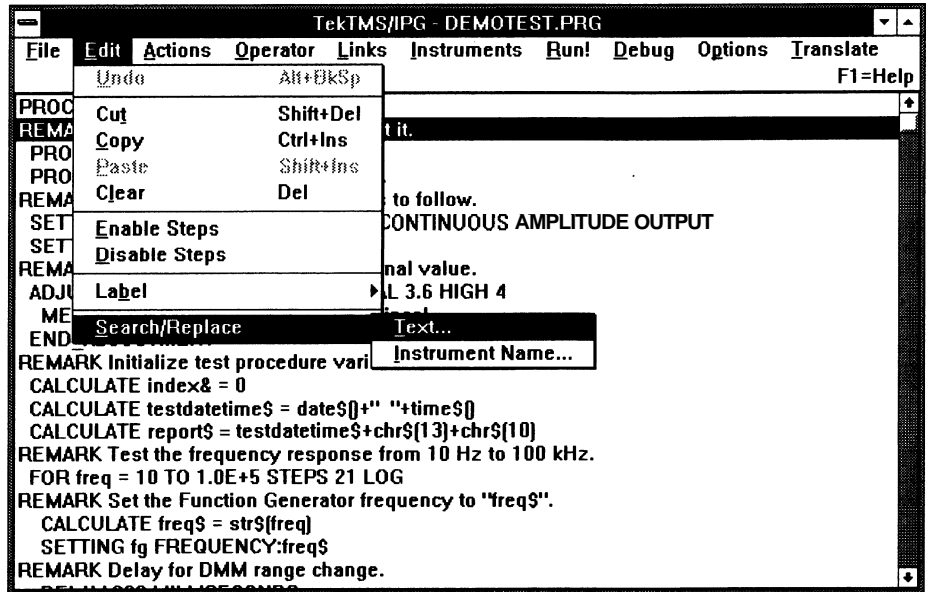 TekTMS/IPG - DEMOTEST.PRG
File Edit Actions Operator Links Instruments Run! Debug Options Translate
F1=Help
Undo Alt+BkSp
Cut Shift+Del
Copy Ctrl+Ins
Paste Shift+Ins
Clear Del
Enable Steps
Disable Steps
Label
Search/Replace
Text...
Instrument Name...
PROC
REMA t it.
PRO
PRO
REMA to follow.
SET CONTINUOUS AMPLITUDE OUTPUT
SET
REMA nal value.
ADJU L 3.6 HIGH 4
ME
END
REMARK Initialize test procedure vari
CALCULATE index& = 0
CALCULATE testdatetime$ = date$()+" "+time$()
CALCULATE report$ = testdatetime$+chr$(13)+chr$(10)
REMARK Test the frequency response from 10 Hz to 100 kHz.
FOR freq = 10 TO 1.0E+5 STEPS 21 LOG
REMARK Set the Function Generator frequency to "freq$".
CALCULATE freq$ = str$(freq)
SETTING fg FREQUENCY:freq$
REMARK Delay for DMM range change.